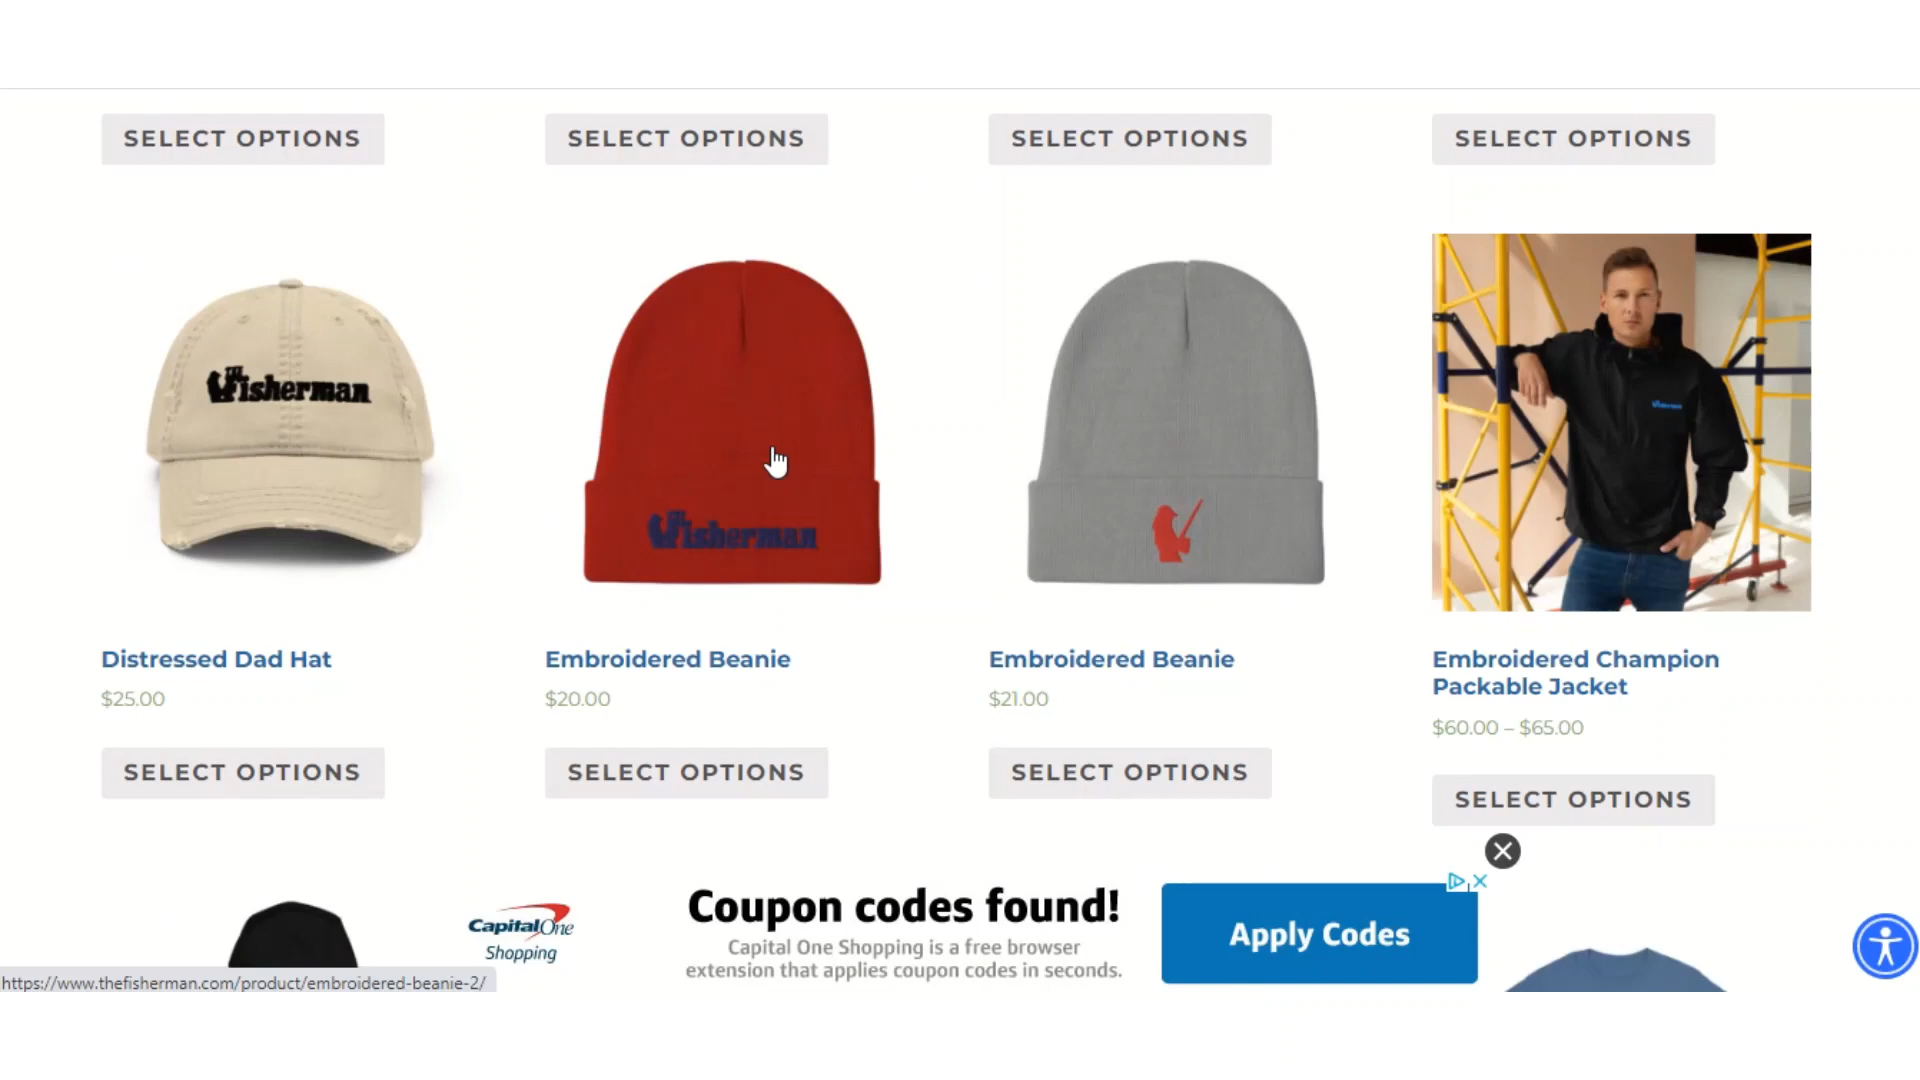 SELECT OPTIONS SELECT OPTIONS SELECT OPTIONS SELECT OPTIONS
THE Fisherman
THE Fisherman
Fisherman
Distressed Dad Hat
$25.00
SELECT OPTIONS
Embroidered Beanie
$20.00
SELECT OPTIONS
Embroidered Beanie
$21.00
SELECT OPTIONS
Embroidered Champion
Packable Jacket
$60.00 – $65.00
SELECT OPTIONS
Capital One
Shopping
Coupon codes found!
Capital One Shopping is a free browser
extension that applies coupon codes in seconds.
Apply Codes
https://www.thefisherman.com/product/embroidered-beanie-2/